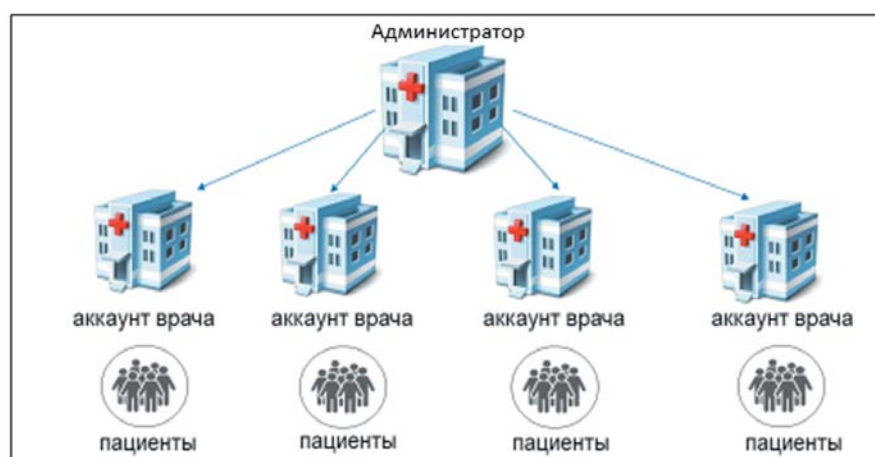 Администратор
аккаунт врача аккаунт врача аккаунт врача аккаунт врача
пациенты пациенты пациенты пациенты